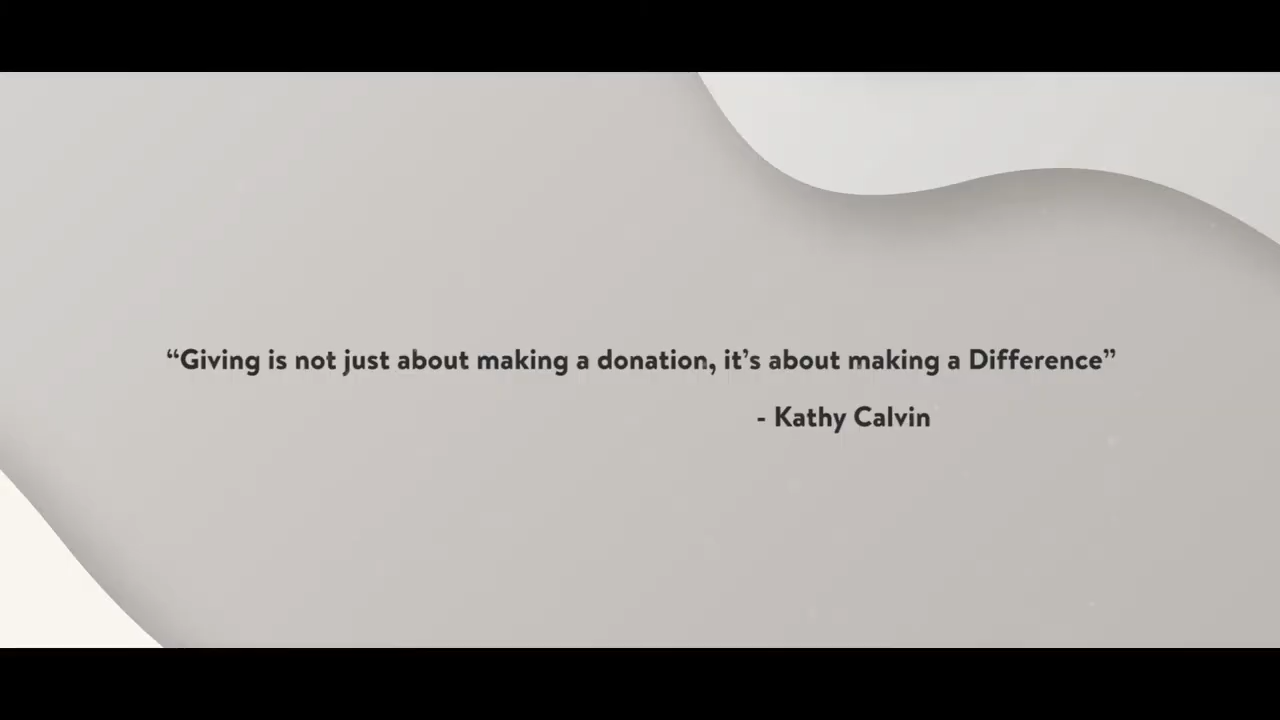 “Giving is not just about making a donation, it’s about making a Difference”
- Kathy Calvin